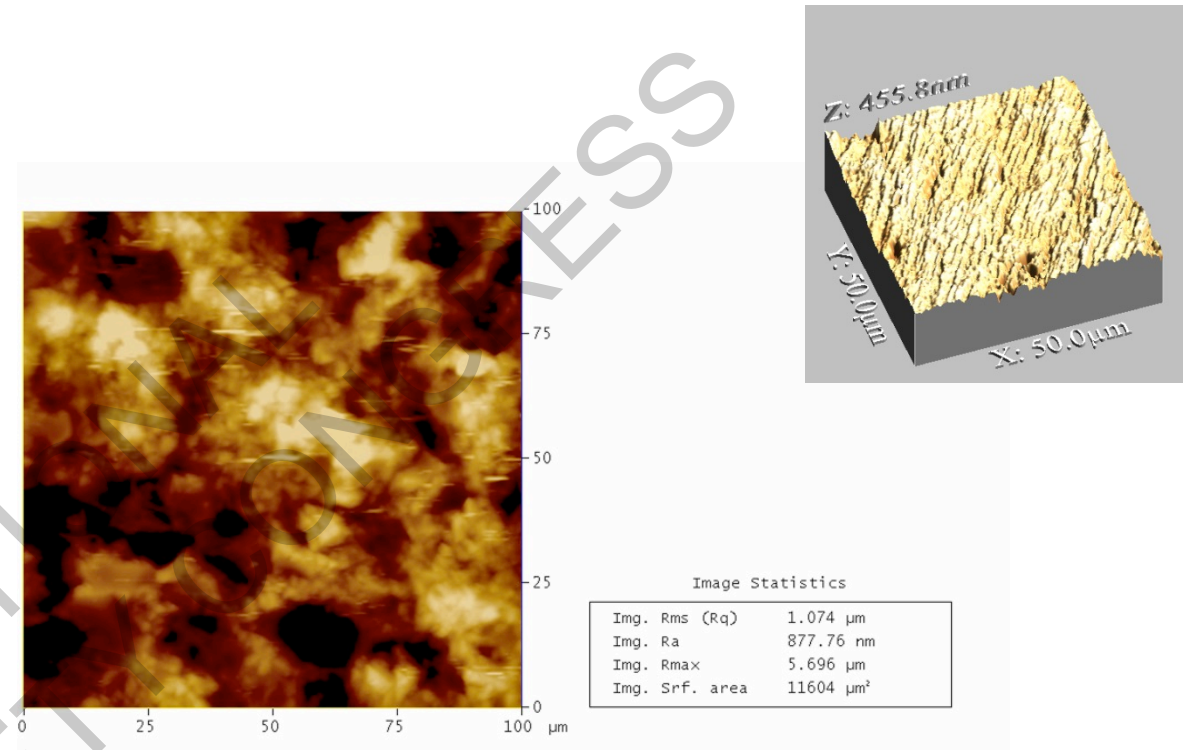 Z: 455.8nm
Y: 50.0µm
X: 50.0µm
100
75
50
25
0
0 25 50 75 100 µm
Image Statistics
Img. Rms (Rq) 1.074 µm
Img. Ra 877.76 nm
Img. Rmax 5.696 µm
Img. Srf. area 11604 µm²